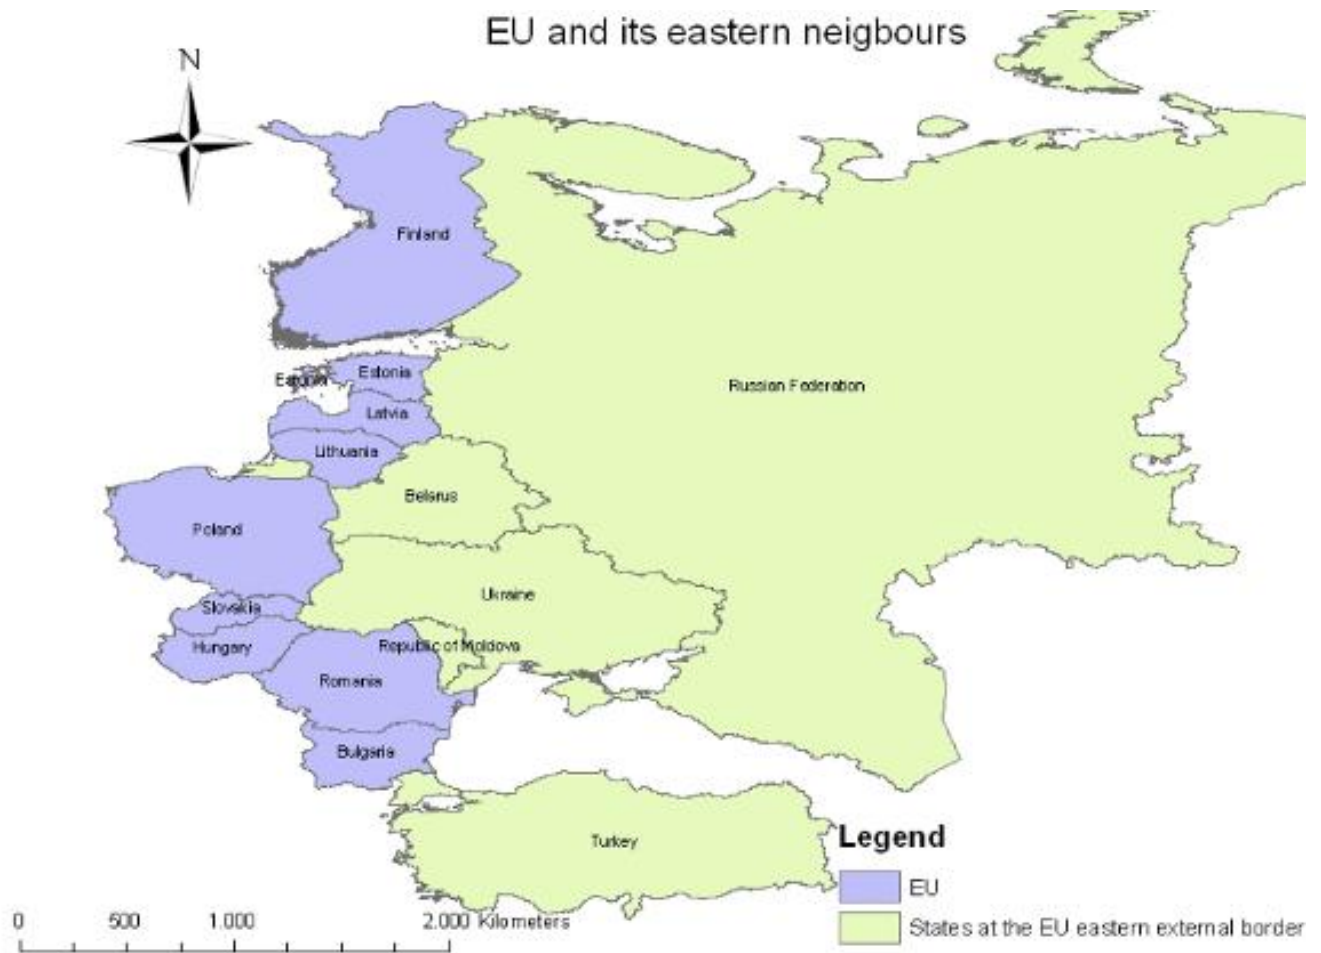 EU and its eastern neigbours
N
Finland
Estonia
Estonia
Latvia
Russian Federation
Lithuania
Belarus
Poland
Ukraine
Slovakia
Hungary
Republic of Moldova
Romania
Bulgaria
Turkey
Legend
EU
States at the EU eastern external border
0 500 1.000 2.000 Kilometers